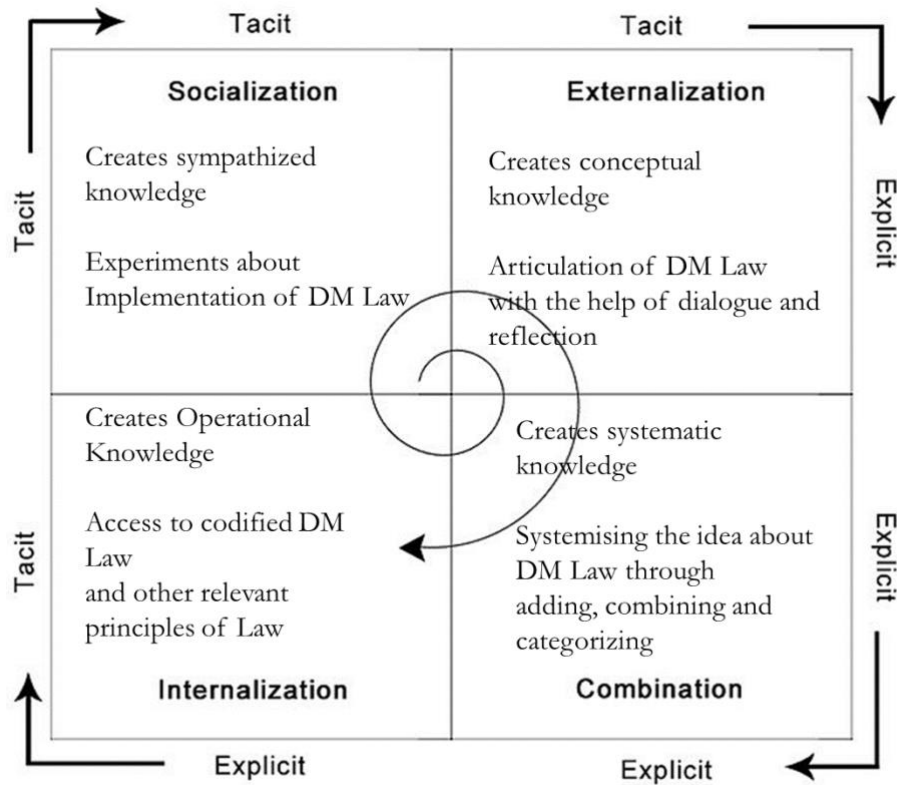 Tacit
Tacit
Socialization
Creates sympathized
knowledge
Experiments about
Implementation of DM Law
Externalization
Creates conceptual
knowledge
Articulation of DM Law
with the help of dialogue and
reflection
Tacit
Explicit
Creates Operational
Knowledge
Access to codified DM
Law
and other relevant
principles of Law
Internalization
Creates systematic
knowledge
Systemising the idea about
DM Law through
adding, combining and
categorizing
Combination
Tacit
Explicit
Explicit
Explicit